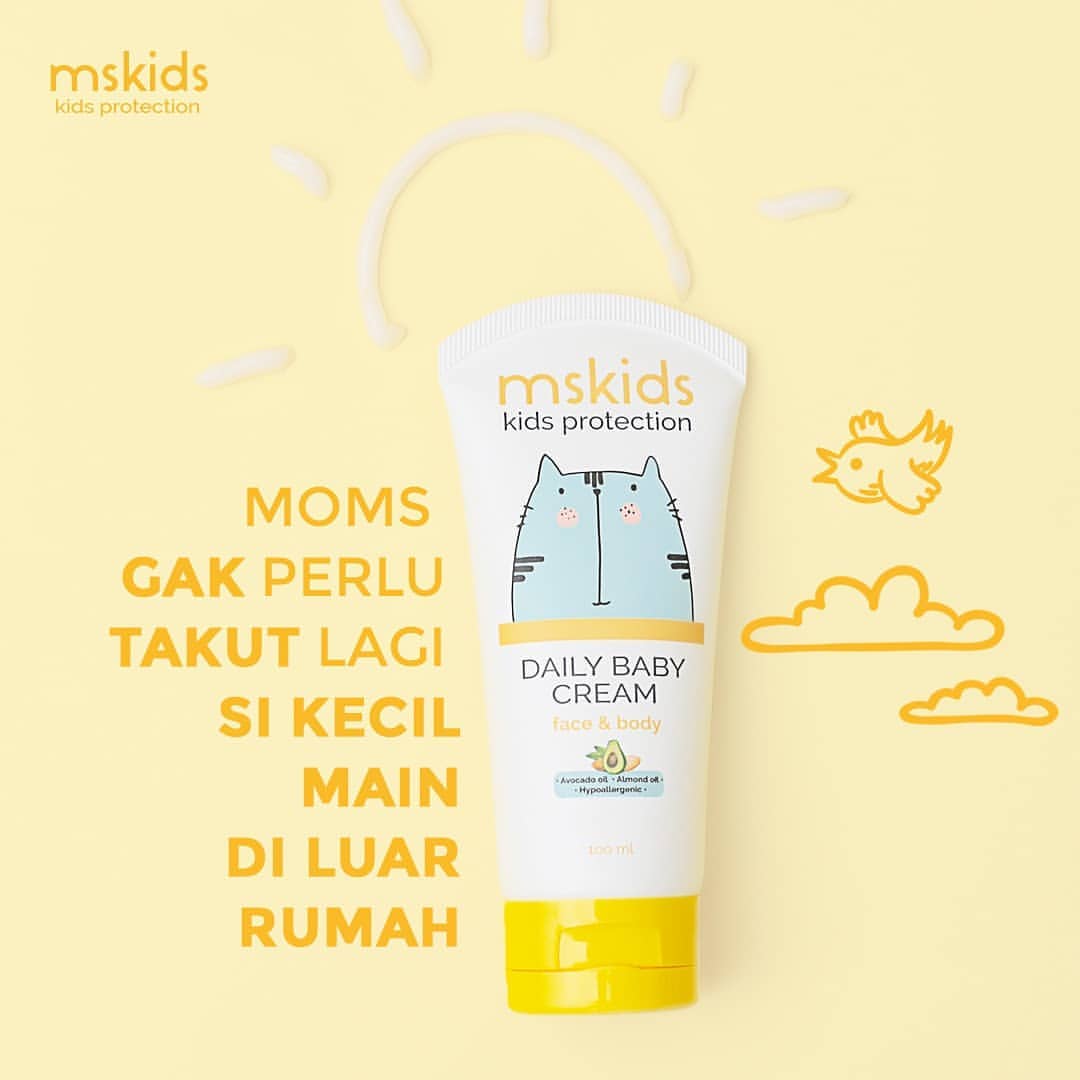 mskids
kids protection
MOMS
GAK PERLU
TAKUT LAGI
SI KECIL
MAIN
DI LUAR
RUMAH
mskids
kids protection
DAILY BABY
CREAM
face & body
• Avocado oil • Almond oil •
• Hypoallergenic •
100 ml